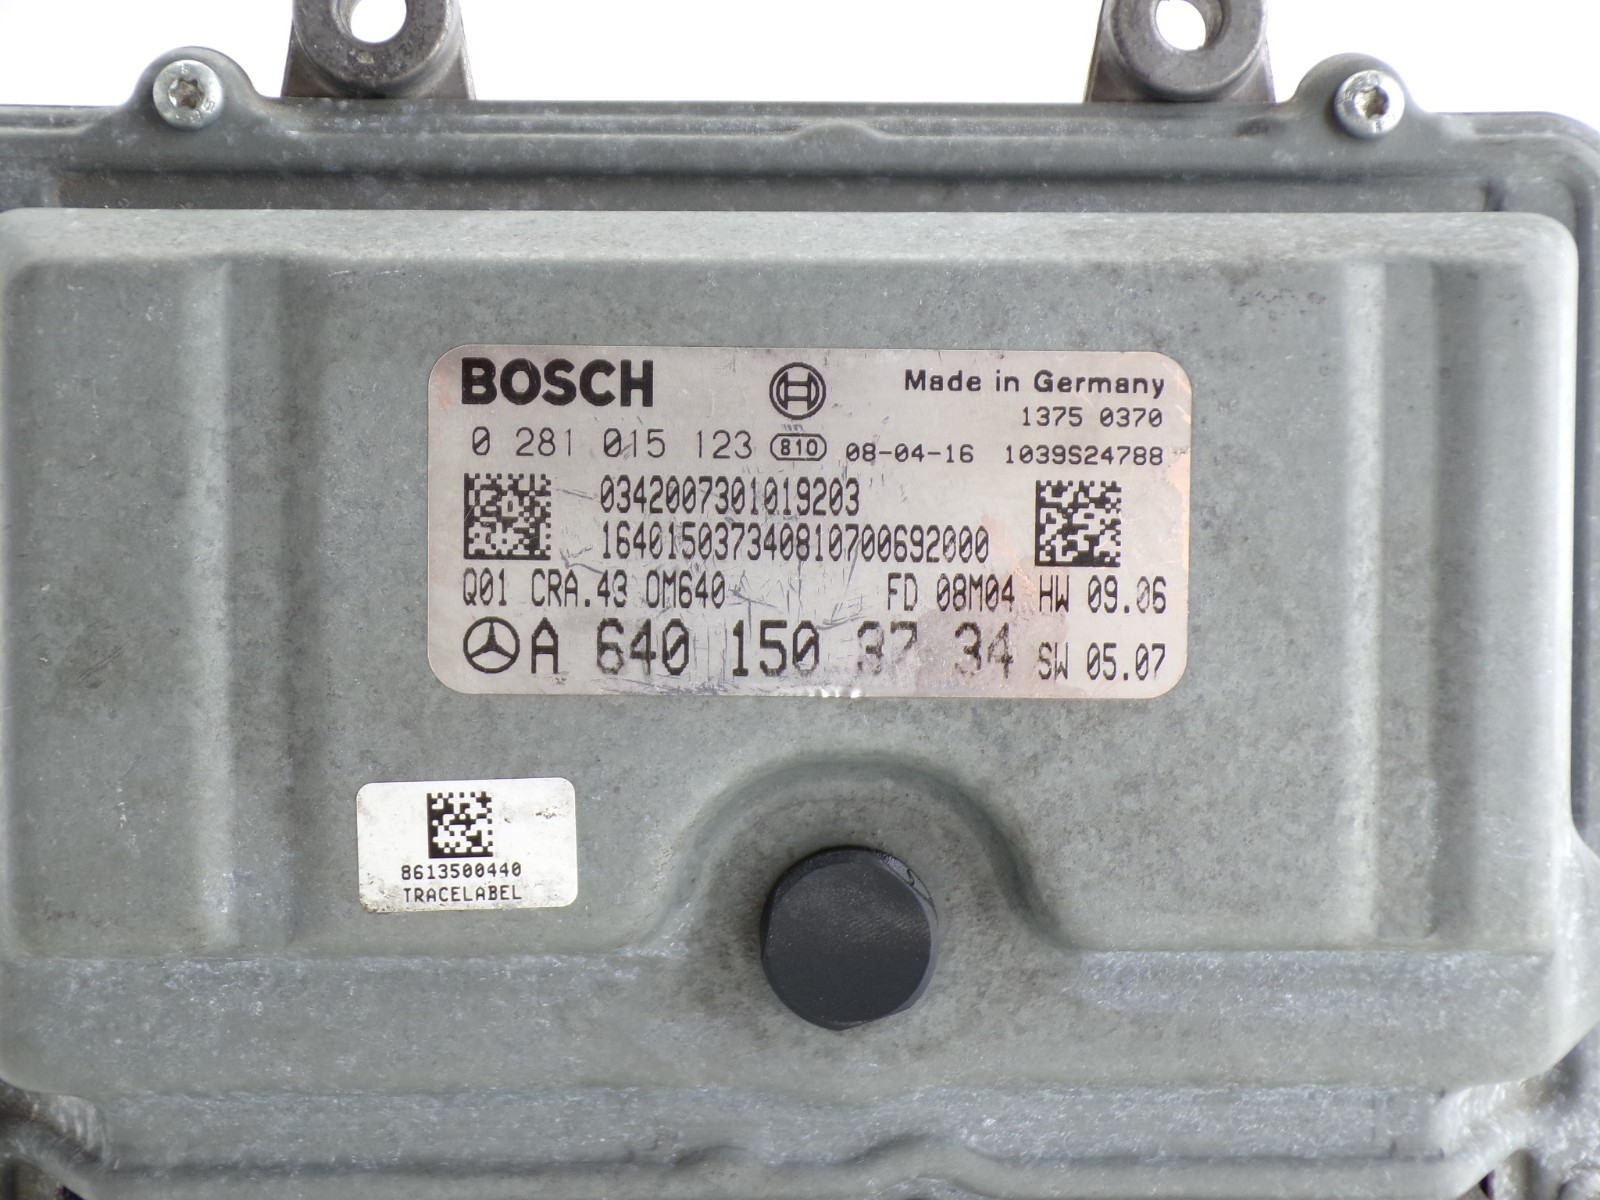 BOSCH Made in Germany
1375 0370
0 281 015 123 810 08-04-16 1039S24788
0342007301019203
164015037340810700692000
Q01 CRA.43 OM640 FD 08M04 HW 09.06
A 640 150 37 34 SW 05.07
8613500440
TRACELABEL